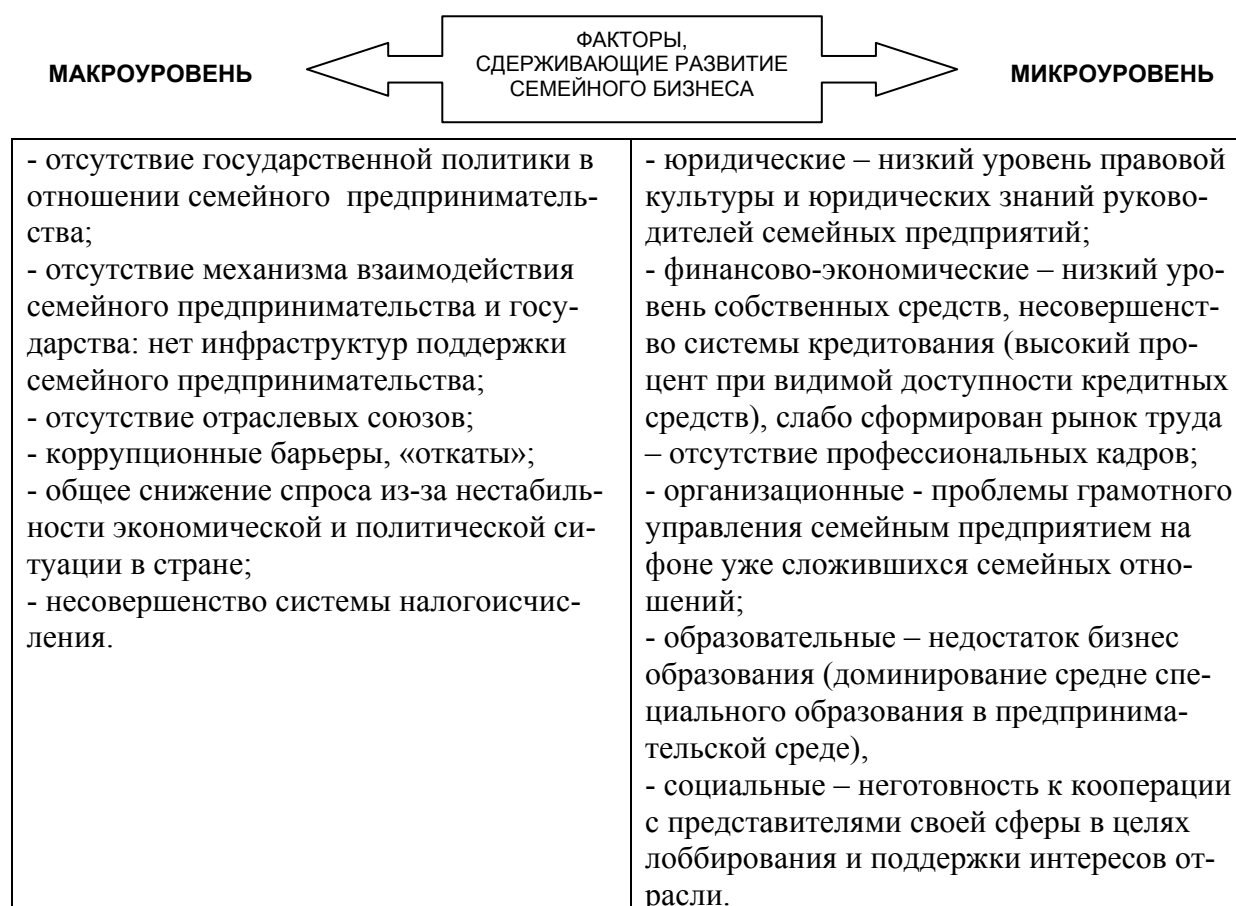 ФАКТОРЫ,
СДЕРЖИВАЮЩИЕ РАЗВИТИЕ
СЕМЕЙНОГО БИЗНЕСА
МАКРОУРОВЕНЬ
МИКРОУРОВЕНЬ
- отсутствие государственной политики в
отношении семейного предприниматель-
ства;
- отсутствие механизма взаимодействия
семейного предпринимательства и госу-
дарства: нет инфраструктур поддержки
семейного предпринимательства;
- отсутствие отраслевых союзов;
- коррупционные барьеры, «откаты»;
- общее снижение спроса из-за нестабиль-
ности экономической и политической си-
туации в стране;
- несовершенство системы налогоисчис-
ления.
- юридические – низкий уровень правовой
культуры и юридических знаний руково-
дителей семейных предприятий;
- финансово-экономические – низкий уро-
вень собственных средств, несовершенст-
во системы кредитования (высокий про-
цент при видимой доступности кредитных
средств), слабо сформирован рынок труда
– отсутствие профессиональных кадров;
- организационные - проблемы грамотного
управления семейным предприятием на
фоне уже сложившихся семейных отно-
шений;
- образовательные – недостаток бизнес
образования (доминирование средне спе-
циального образования в предпринима-
тельской среде),
- социальные – неготовность к кооперации
с представителями своей сферы в целях
лоббирования и поддержки интересов от-
расли.